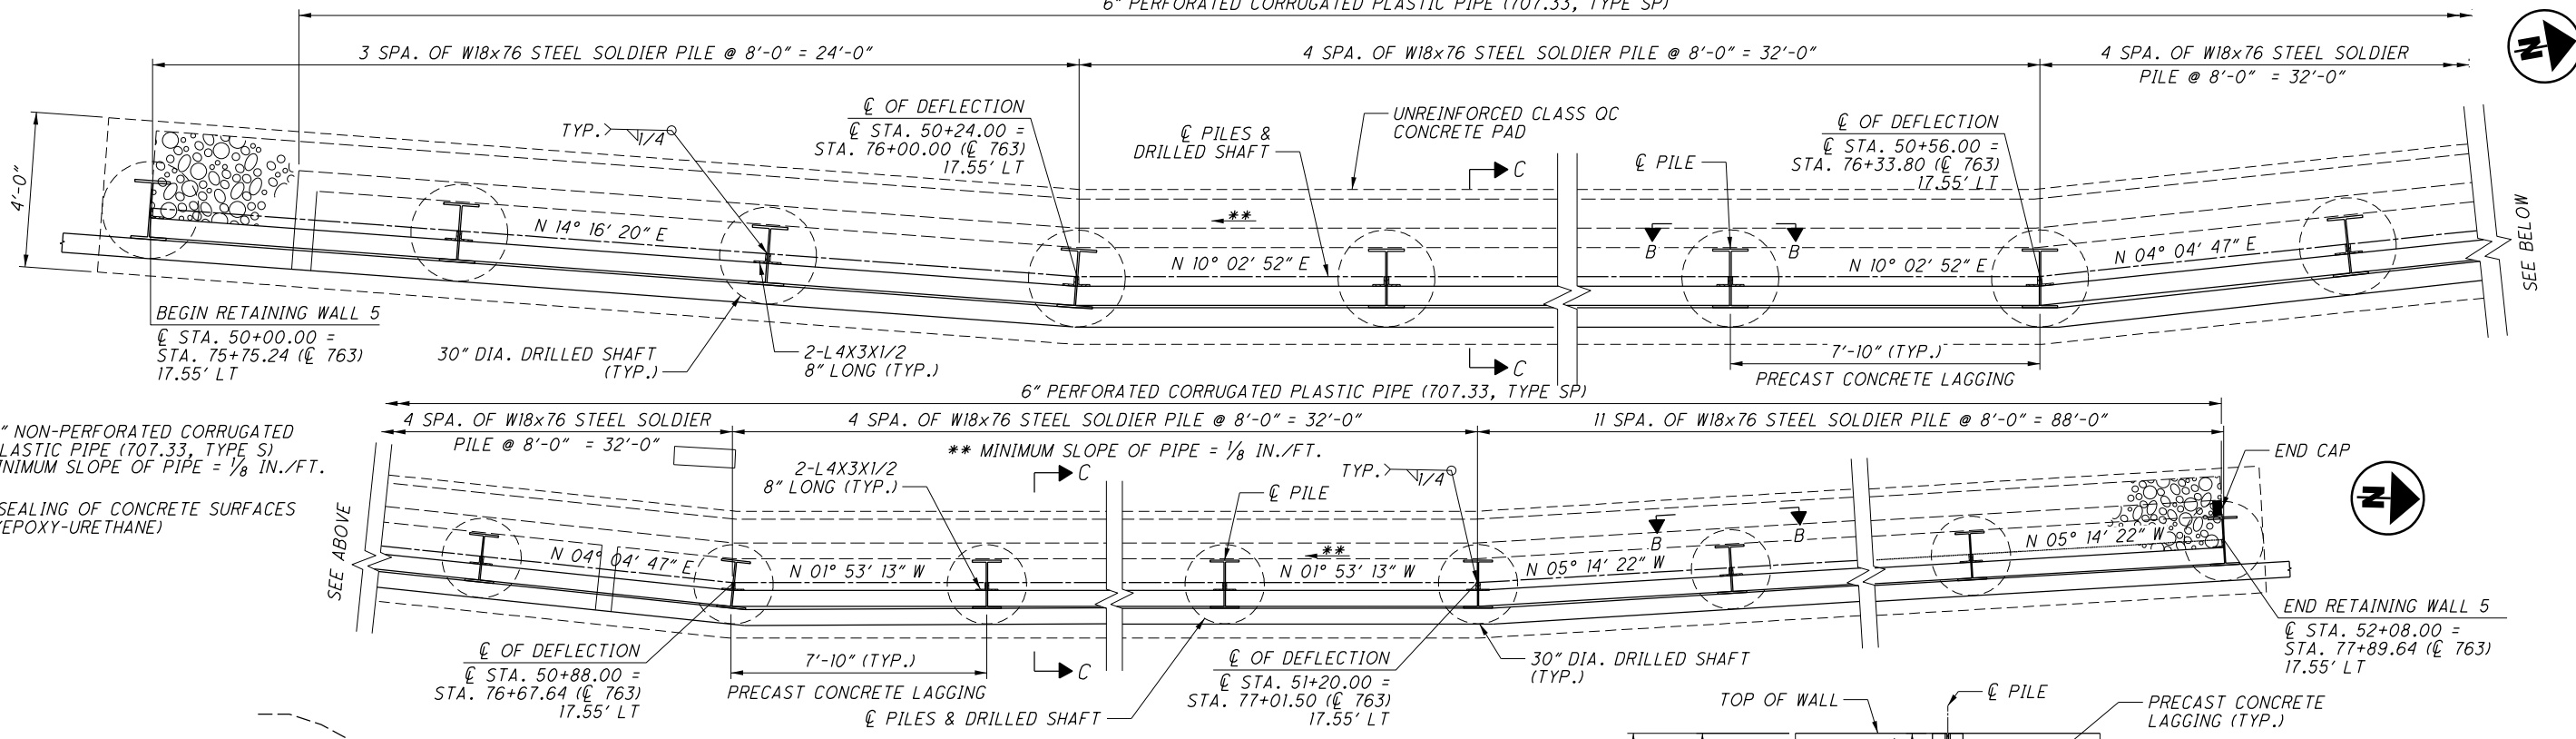 6" PERFORATED CORRUGATED PLASTIC PIPE (707.33, TYPE SP)
3 SPA. OF W18x76 STEEL SOLDIER PILE @ 8'-0" = 24'-0"
4 SPA. OF W18x76 STEEL SOLDIER PILE @ 8'-0" = 32'-0"
4 SPA. OF W18x76 STEEL SOLDIER
PILE @ 8'-0" = 32'-0"
N
4'-0"
TYP.
1/4
℄ OF DEFLECTION
℄ STA. 50+24.00 =
STA. 76+00.00 (℄ 763)
17.55' LT
℄ PILES &
DRILLED SHAFT
UNREINFORCED CLASS QC
CONCRETE PAD
C
℄ PILE
℄ OF DEFLECTION
℄ STA. 50+56.00 =
STA. 76+33.80 (℄ 763)
17.55' LT
N 14° 16' 20" E
**
N 10° 02' 52" E
B
B
N 10° 02' 52" E
N 04° 04' 47" E
SEE BELOW
BEGIN RETAINING WALL 5
℄ STA. 50+00.00 =
STA. 75+75.24 (℄ 763)
17.55' LT
30" DIA. DRILLED SHAFT
(TYP.)
2-L4X3X1/2
8" LONG (TYP.)
C
7'-10" (TYP.)
PRECAST CONCRETE LAGGING
6" PERFORATED CORRUGATED PLASTIC PIPE (707.33, TYPE SP)
4 SPA. OF W18x76 STEEL SOLDIER
PILE @ 8'-0" = 32'-0"
4 SPA. OF W18x76 STEEL SOLDIER PILE @ 8'-0" = 32'-0"
11 SPA. OF W18x76 STEEL SOLDIER PILE @ 8'-0" = 88'-0"
" NON-PERFORATED CORRUGATED
LASTIC PIPE (707.33, TYPE S)
INIMUM SLOPE OF PIPE = 1/8 IN./FT.
SEALING OF CONCRETE SURFACES
EPOXY-URETHANE)
** MINIMUM SLOPE OF PIPE = 1/8 IN./FT.
2-L4X3X1/2
8" LONG (TYP.)
C
℄ PILE
TYP.
1/4
END CAP
N
SEE ABOVE
N 04° 04' 47" E
N 01° 53' 13" W
**
N 01° 53' 13" W
N 05° 14' 22" W
B
B
N 05° 14' 22" W
END RETAINING WALL 5
℄ STA. 52+08.00 =
STA. 77+89.64 (℄ 763)
17.55' LT
℄ OF DEFLECTION
℄ STA. 50+88.00 =
STA. 76+67.64 (℄ 763)
17.55' LT
7'-10" (TYP.)
PRECAST CONCRETE LAGGING
C
℄ PILES & DRILLED SHAFT
℄ OF DEFLECTION
℄ STA. 51+20.00 =
STA. 77+01.50 (℄ 763)
17.55' LT
30" DIA. DRILLED SHAFT
(TYP.)
TOP OF WALL
℄ PILE
PRECAST CONCRETE
LAGGING (TYP.)